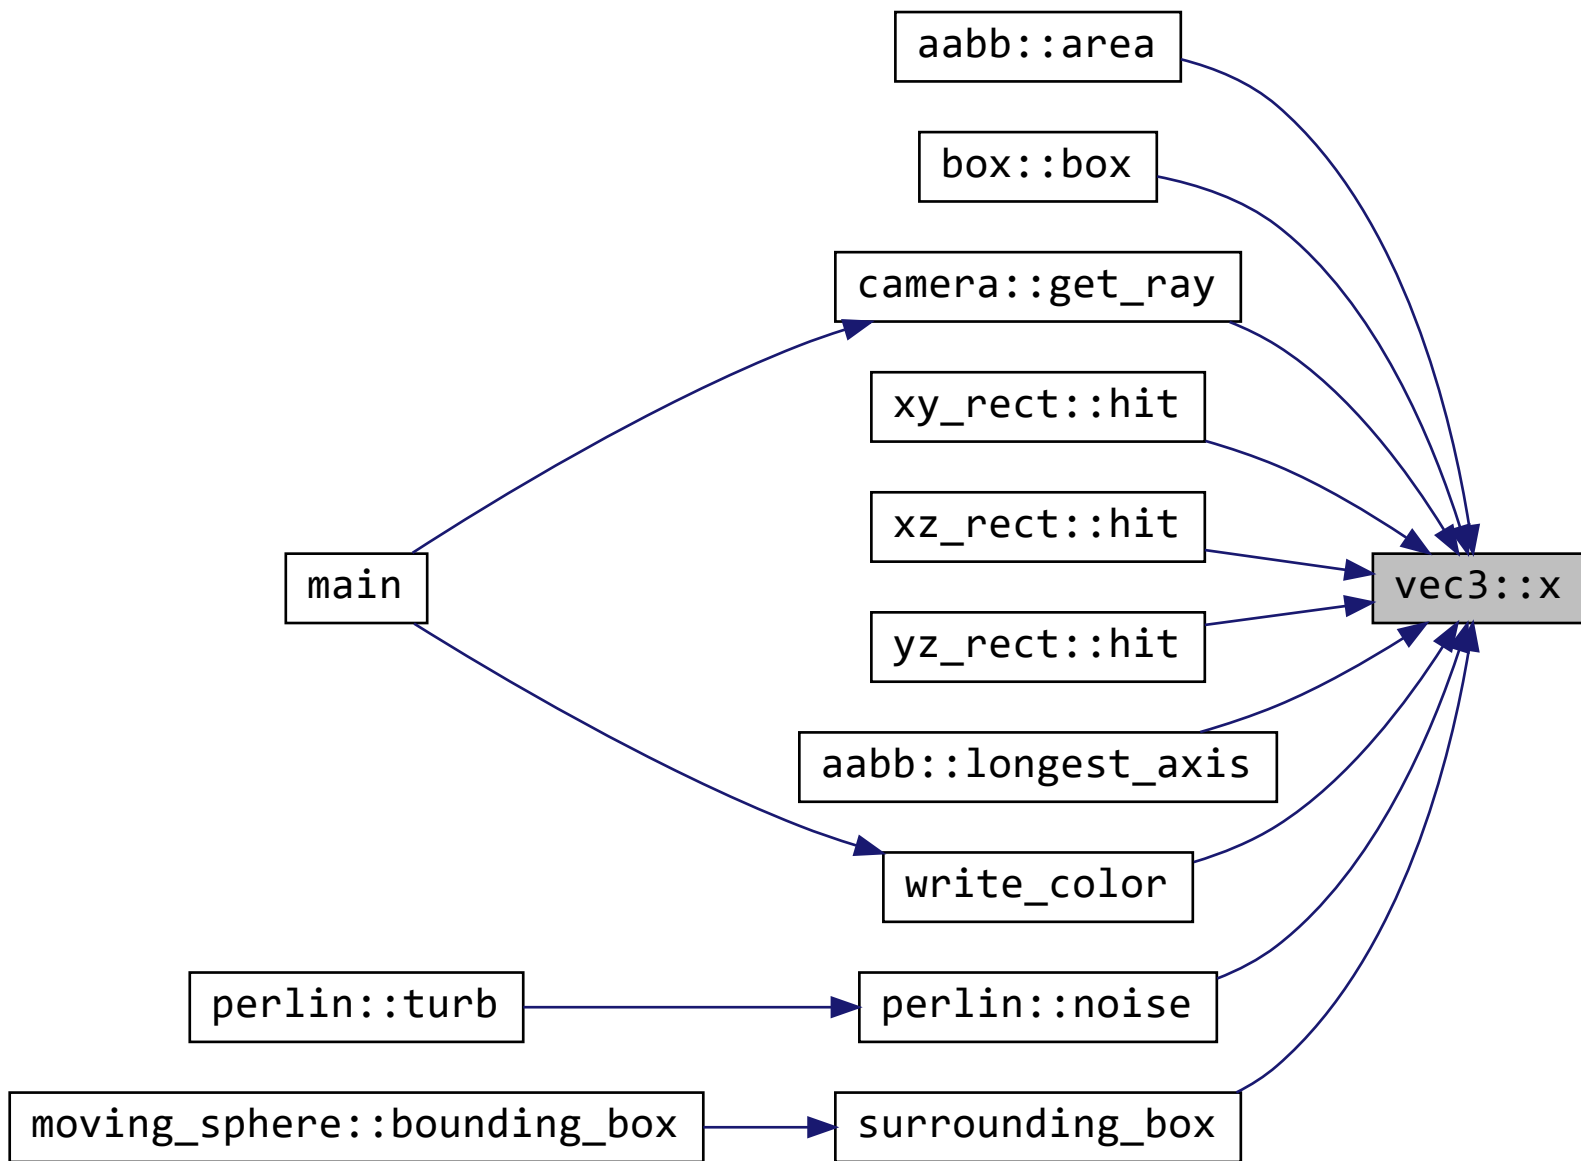 aabb::area
box::box
camera::get_ray
xy_rect::hit
xz_rect::hit
main
vec3::x
yz_rect::hit
aabb::longest_axis
write_color
perlin::turb
perlin::noise
moving_sphere::bounding_box
surrounding_box